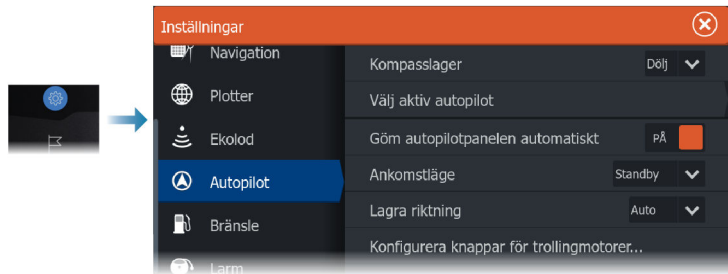 Inställningar
Navigation
Plotter
Ekolod
Autopilot
Bränsle
Larm
Kompasslager Dölj
Välj aktiv autopilot
Göm autopilotpanelen automatiskt PÅ
Ankomstläge Standby
Lagra riktning Auto
Konfigurera knappar för trollingmotorer...